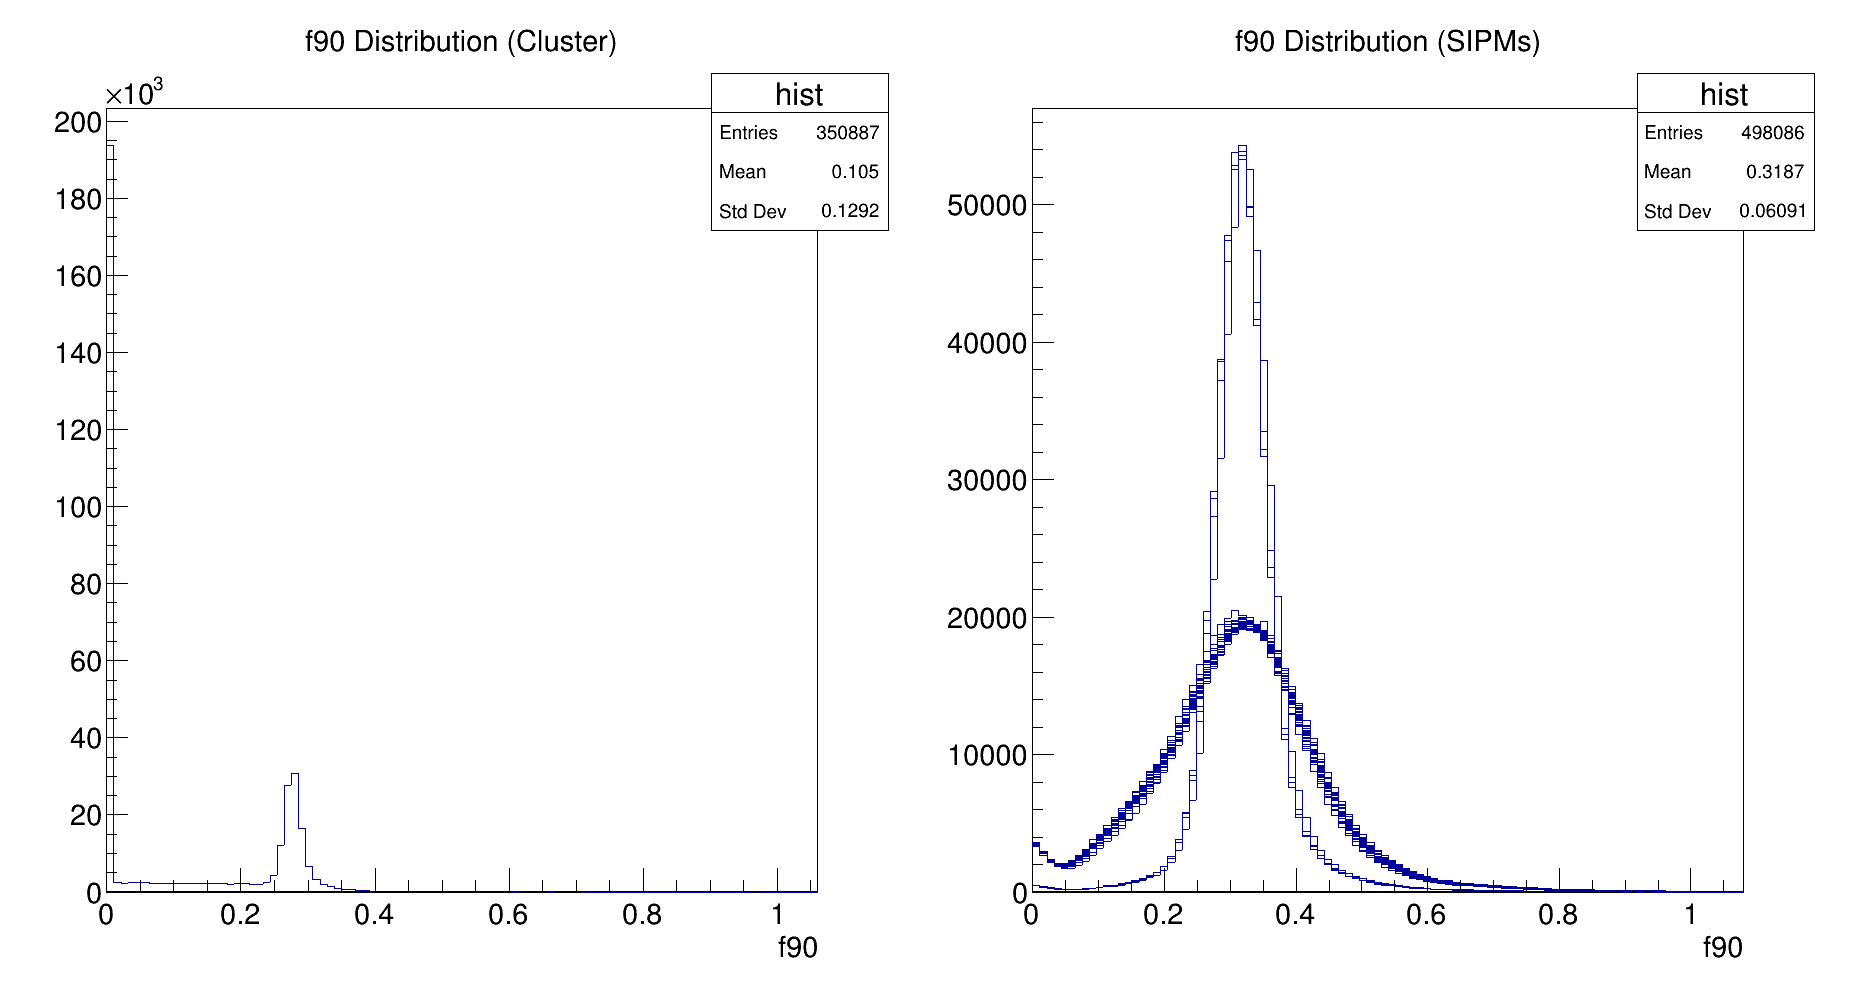 f90 Distribution (Cluster)
×10³
hist
Entries 350887
Mean 0.105
Std Dev 0.1292
200
180
160
140
120
100
80
60
40
20
0
0 0.2 0.4 0.6 0.8 1
f90
f90 Distribution (SIPMs)
hist
Entries 498086
Mean 0.3187
Std Dev 0.06091
50000
40000
30000
20000
10000
0
0 0.2 0.4 0.6 0.8 1
f90